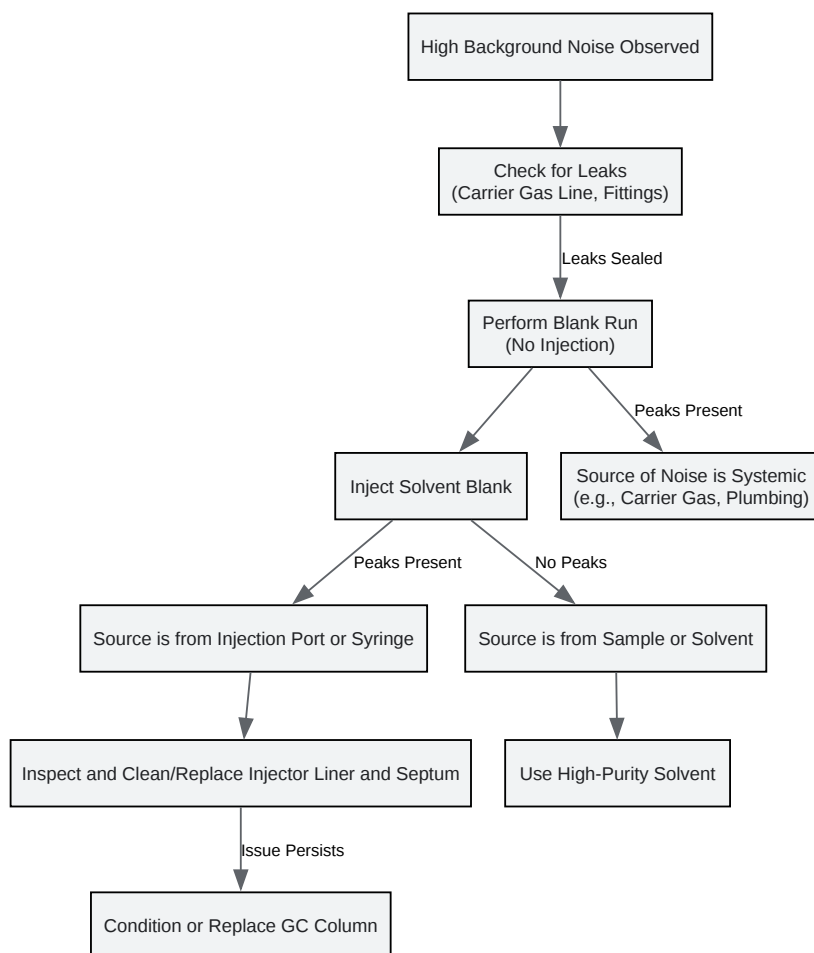 High Background Noise Observed
Check for Leaks
(Carrier Gas Line, Fittings)
Leaks Sealed
Perform Blank Run
(No Injection)
Peaks Present
Inject Solvent Blank
Source of Noise is Systemic
(e.g., Carrier Gas, Plumbing)
Peaks Present
No Peaks
Source is from Injection Port or Syringe
Source is from Sample or Solvent
Inspect and Clean/Replace Injector Liner and Septum
Use High-Purity Solvent
Issue Persists
Condition or Replace GC Column